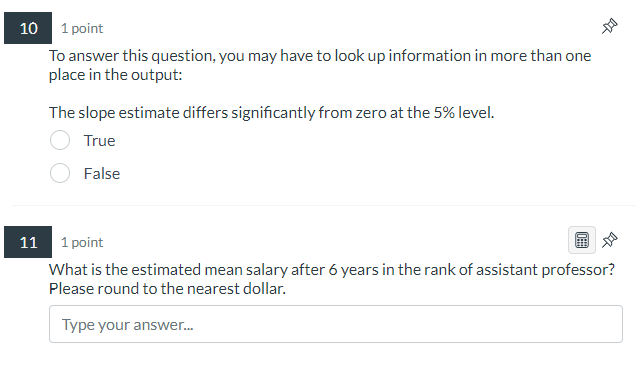 10 1 point
To answer this question, you may have to look up information in more than one
place in the output:
The slope estimate differs significantly from zero at the 5% level.
True
False
11 1 point
What is the estimated mean salary after 6 years in the rank of assistant professor?
Please round to the nearest dollar.
Type your answer...